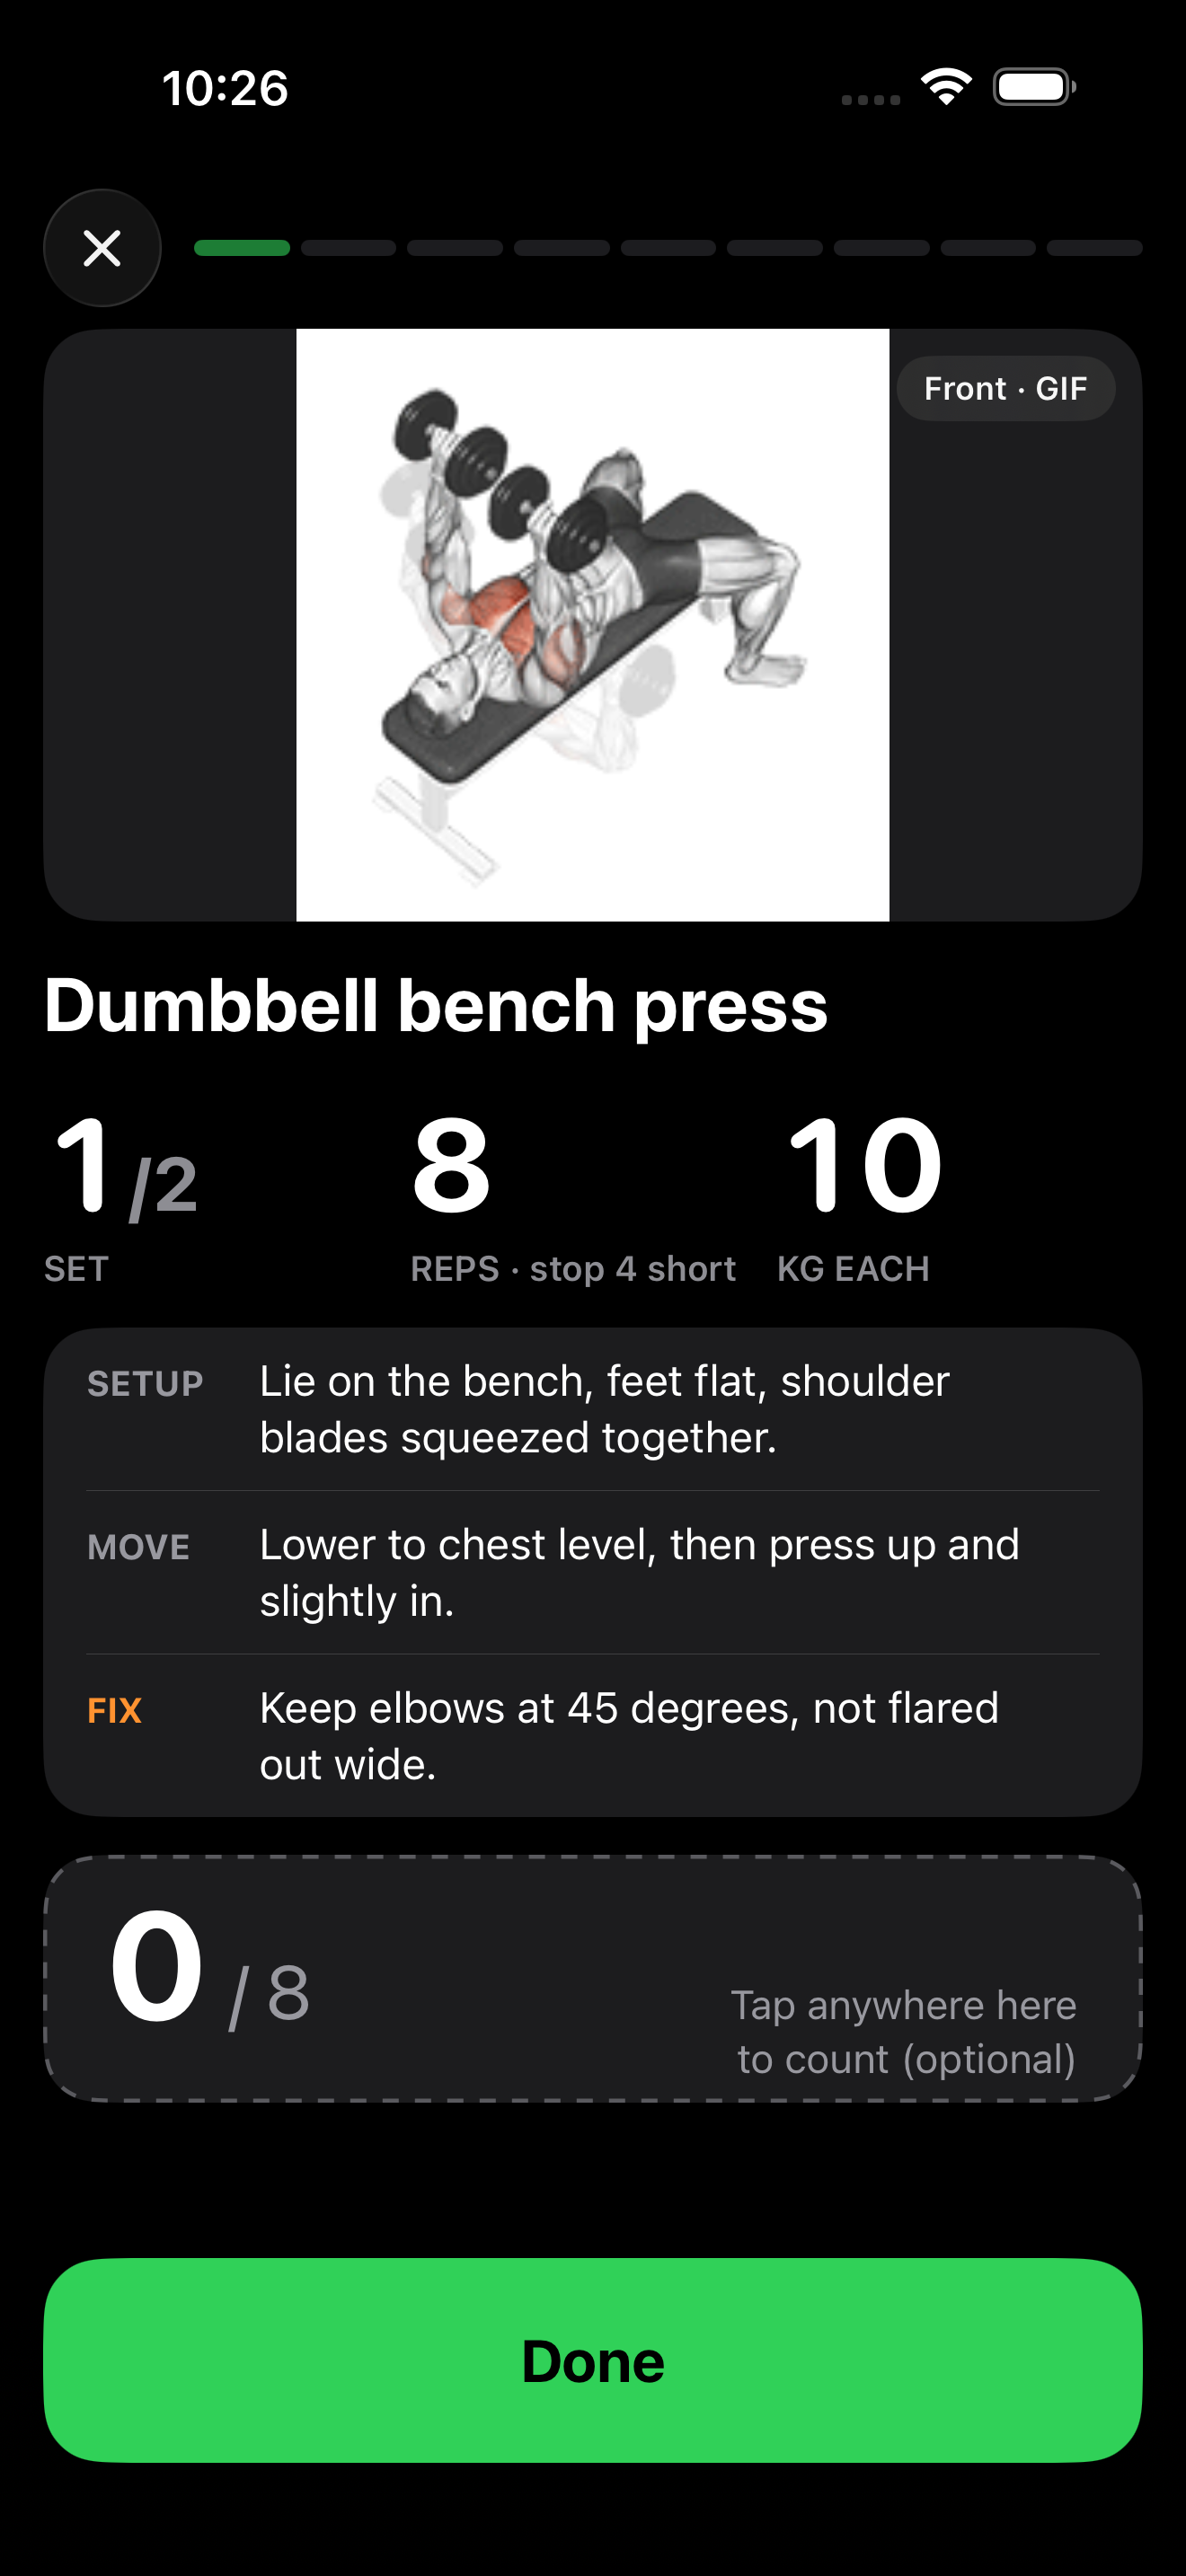 10:26
Front · GIF
Dumbbell bench press
1/2
SET
8
REPS · stop 4 short
10
KG EACH
SETUP
Lie on the bench, feet flat, shoulder
blades squeezed together.
MOVE
Lower to chest level, then press up and
slightly in.
FIX
Keep elbows at 45 degrees, not flared
out wide.
0 / 8
Tap anywhere here
to count (optional)
Done